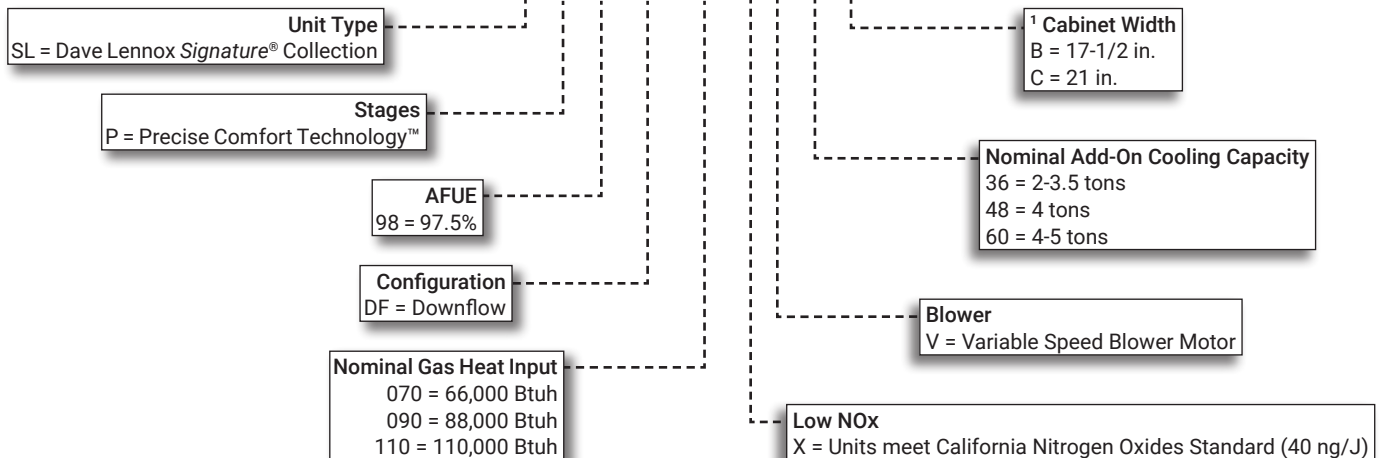 Unit Type
SL = Dave Lennox Signature® Collection
Stages
P = Precise Comfort Technology™
AFUE
98 = 97.5%
Configuration
DF = Downflow
Nominal Gas Heat Input
070 = 66,000 Btuh
090 = 88,000 Btuh
110 = 110,000 Btuh
¹ Cabinet Width
B = 17-1/2 in.
C = 21 in.
Nominal Add-On Cooling Capacity
36 = 2-3.5 tons
48 = 4 tons
60 = 4-5 tons
Blower
V = Variable Speed Blower Motor
Low NOx
X = Units meet California Nitrogen Oxides Standard (40 ng/J)